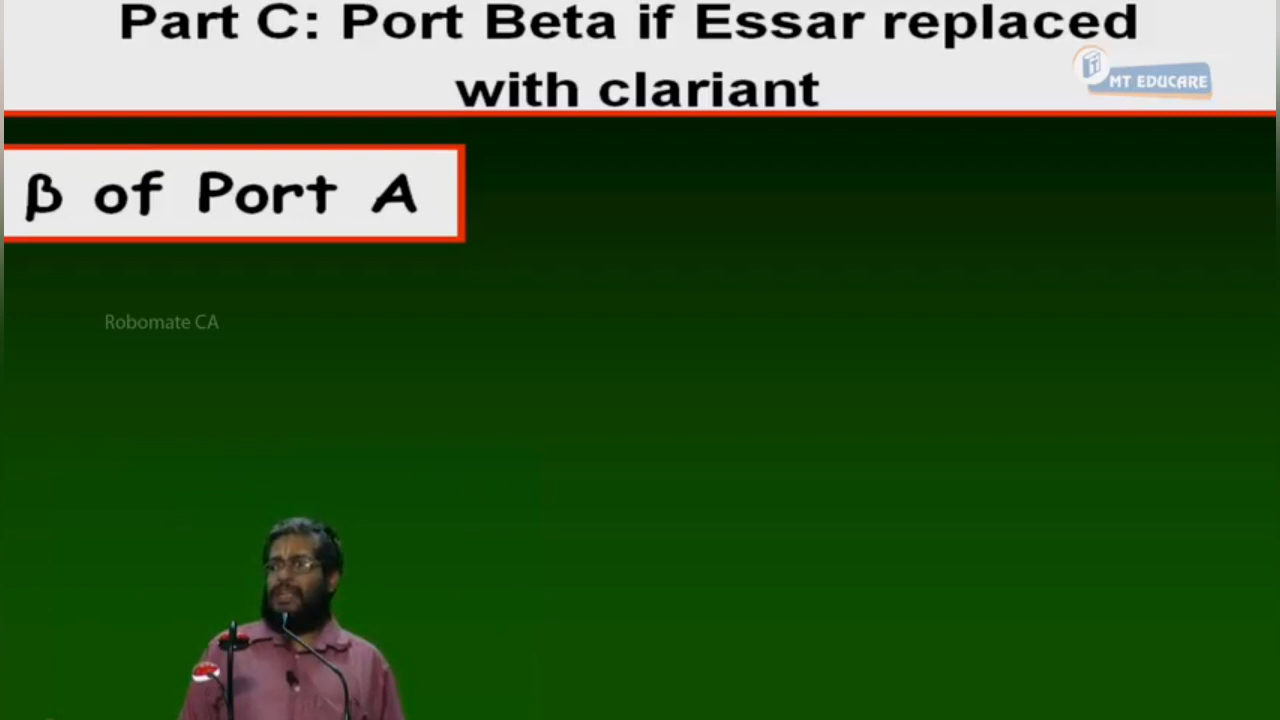 Part C: Port Beta if Essar replaced
with clariant
MT EDUCARE
β of Port A
Robomate CA